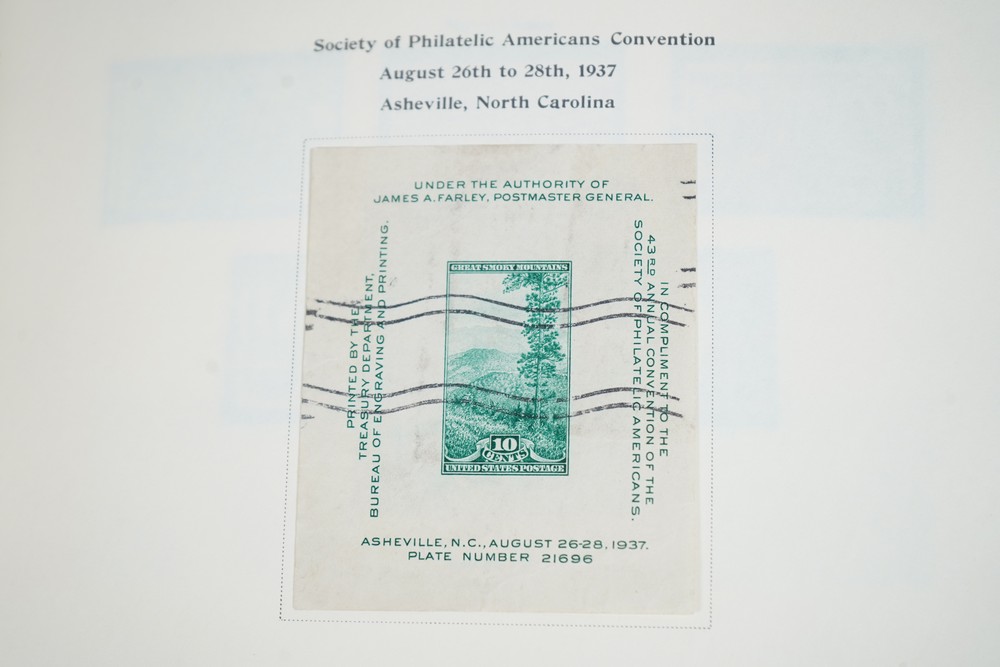 Society of Philatelic Americans Convention
August 26th to 28th, 1937
Asheville, North Carolina
UNDER THE AUTHORITY OF
JAMES A. FARLEY, POSTMASTER GENERAL.
PRINTED BY THE
TREASURY DEPARTMENT,
BUREAU OF ENGRAVING AND PRINTING.
GREAT SMOKY MOUNTAINS
10
CENTS
UNITED STATES POSTAGE
IN COMPLIMENT TO THE
43RD ANNUAL CONVENTION OF THE
SOCIETY OF PHILATELIC AMERICANS.
ASHEVILLE, N.C., AUGUST 26-28, 1937.
PLATE NUMBER 21696